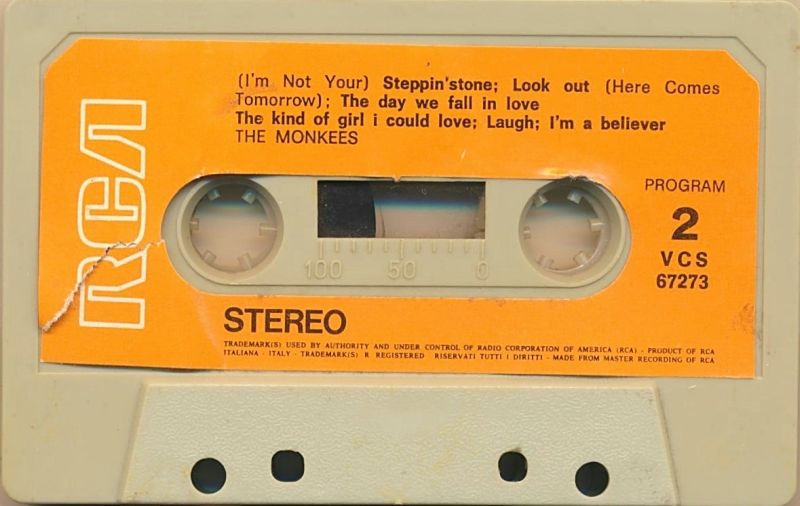 (I'm Not Your) Steppin'stone; Look out (Here Comes
Tomorrow); The day we fall in love
The kind of girl i could love; Laugh; I'm a believer
THE MONKEES
RCA
PROGRAM
2
VCS
67273
100 50 0
STEREO
TRADEMARK(S) USED BY AUTHORITY AND UNDER CONTROL OF RADIO CORPORATION OF AMERICA (RCA) - PRODUCT OF RCA
ITALIANA - ITALY - TRADEMARK(S) R REGISTERED RISERVATI TUTTI I DIRITTI - MADE FROM MASTER RECORDING OF RCA